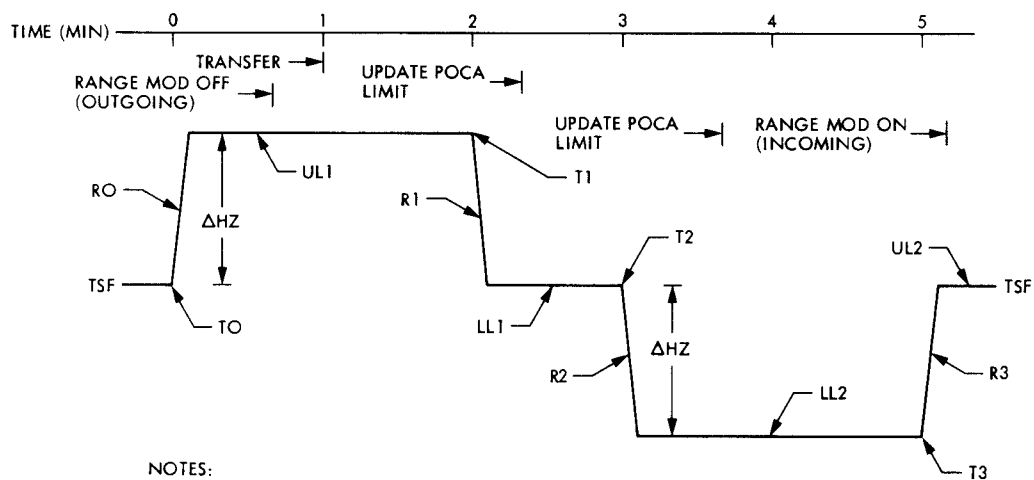 TIME (MIN) 0 1 2 3 4 5
TRANSFER
RANGE MOD OFF
(OUTGOING)
UPDATE POCA
LIMIT
UPDATE POCA
LIMIT
RANGE MOD ON
(INCOMING)
UL1
T1
RO
ΔHZ
R1
T2
UL2
TSF
TSF
TO
LL1
ΔHZ
R2
R3
LL2
T3
NOTES: